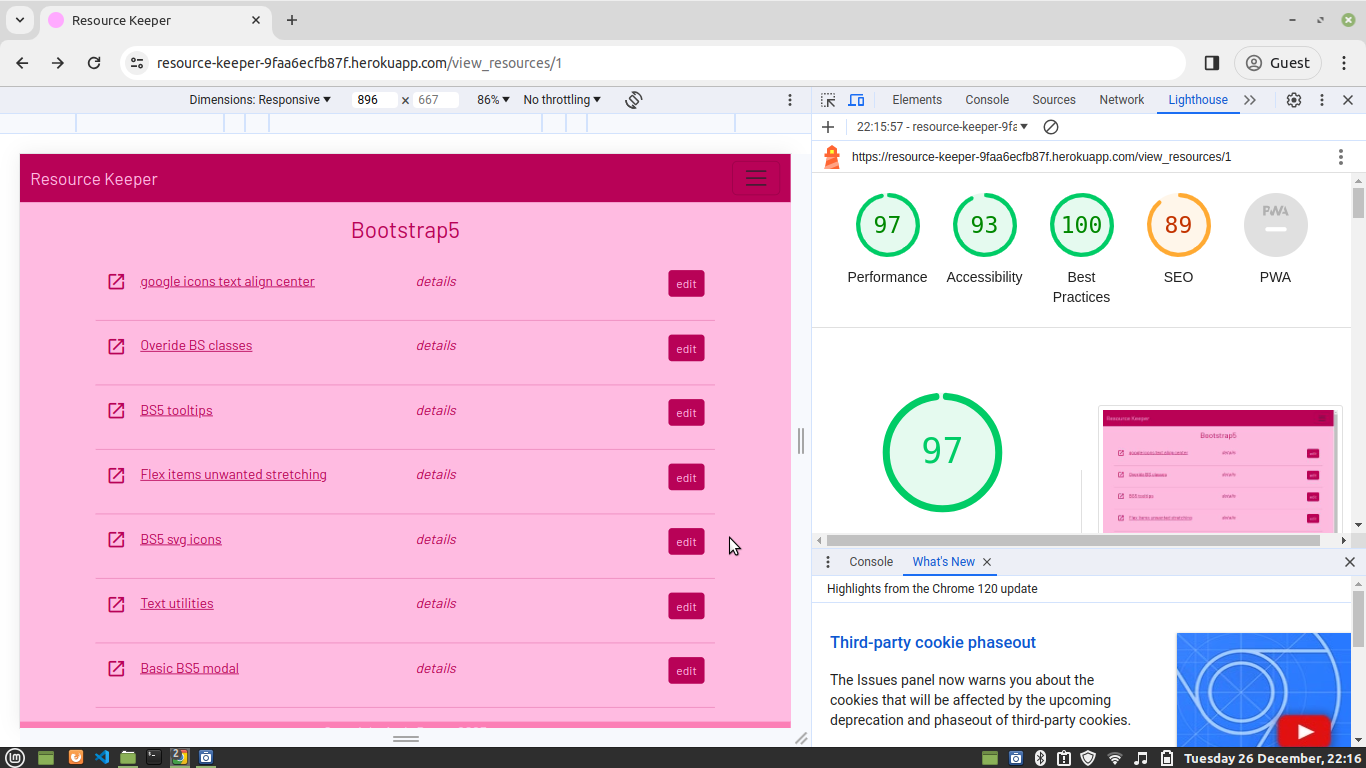 Resource Keeper
resource-keeper-9faa6ecfb87f.herokuapp.com/view_resources/1
Guest
Dimensions: Responsive 896 x 667 86% No throttling
Elements Console Sources Network Lighthouse
22:15:57 - resource-keeper-9fa
https://resource-keeper-9faa6ecfb87f.herokuapp.com/view_resources/1
Resource Keeper
Bootstrap5
google icons text align center details edit
Overide BS classes details edit
BS5 tooltips details edit
Flex items unwanted stretching details edit
BS5 svg icons details edit
Text utilities details edit
Basic BS5 modal details edit
97 93 100 89 PWA
Performance Accessibility Best Practices SEO PWA
97
Resource Keeper
Bootstrap5
google icons text align center details edit
Overide BS classes details edit
BS5 tooltips details
Flex items unwanted stretching details edit
Console What's New
Highlights from the Chrome 120 update
Third-party cookie phaseout
The Issues panel now warns you about the
cookies that will be affected by the upcoming
deprecation and phaseout of third-party cookies.
2
Tuesday 26 December, 22:16